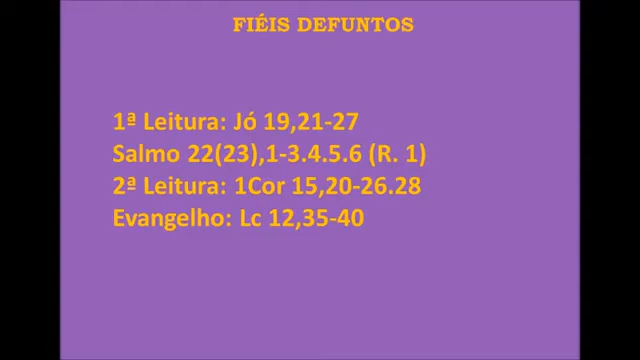 FIÉIS DEFUNTOS
1ª Leitura: Jó 19,21-27
Salmo 22(23),1-3.4.5.6 (R. 1)
2ª Leitura: 1Cor 15,20-26.28
Evangelho: Lc 12,35-40